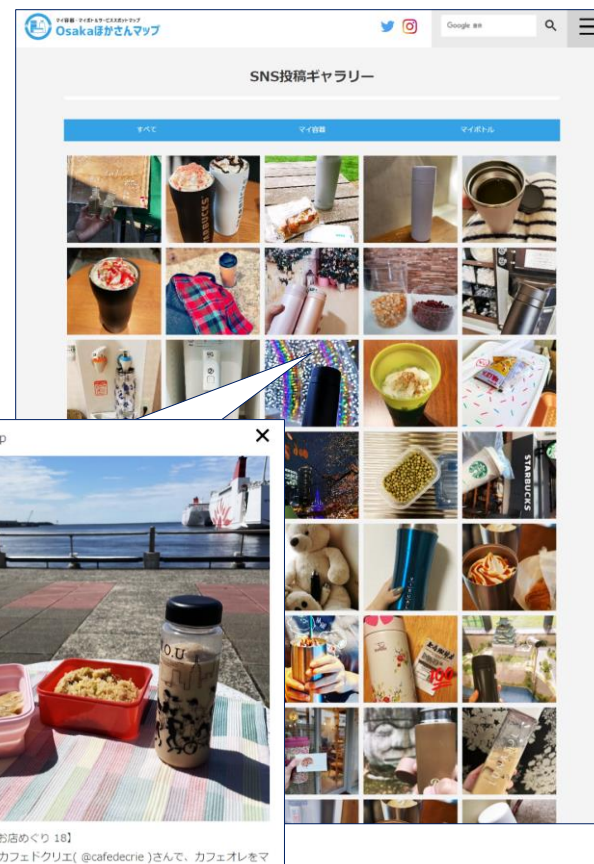 マイ容器・マイボトルサービススポットマップ
Osakaほかさんマップ
Google 提供
SNS投稿ギャラリー
すべて
マイ容器
マイボトル
STARBUCKS
STARBUCKS
100
p
×
YOU
お店めぐり 18】
カフェドクリエ( @cafedecrie )さんで、カフェオレをマ